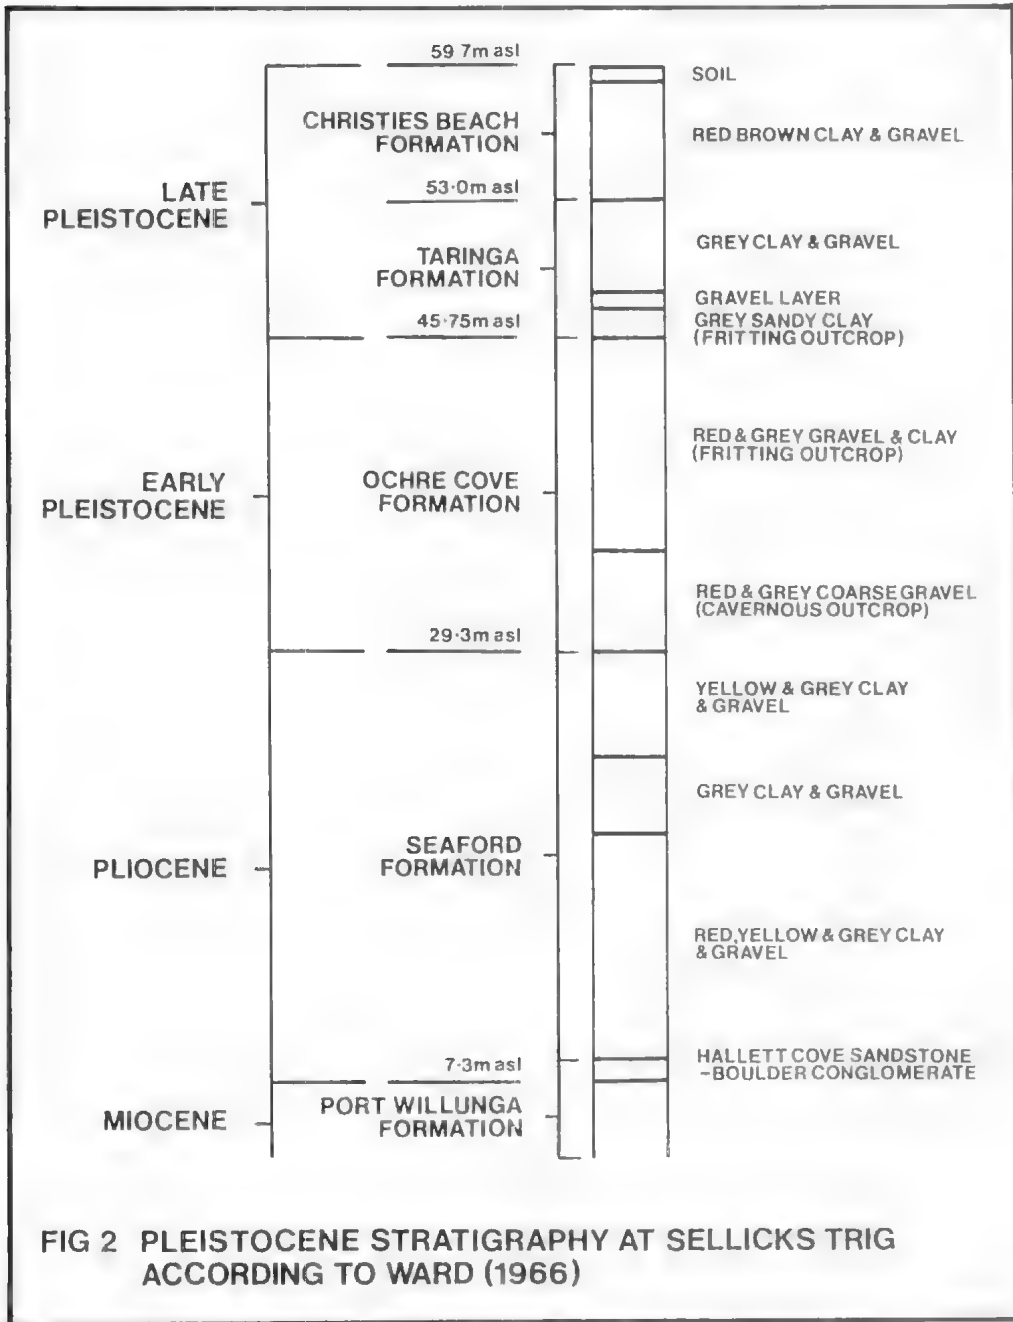 59·7m asl
SOIL
CHRISTIES BEACH
FORMATION
RED BROWN CLAY & GRAVEL
LATE
PLEISTOCENE
53·0m asl
TARINGA
FORMATION
GREY CLAY & GRAVEL
GRAVEL LAYER
45·75m asl
GREY SANDY CLAY
(FRITTING OUTCROP)
RED & GREY GRAVEL & CLAY
(FRITTING OUTCROP)
EARLY
PLEISTOCENE
OCHRE COVE
FORMATION
RED & GREY COARSE GRAVEL
(CAVERNOUS OUTCROP)
29·3m asl
YELLOW & GREY CLAY
& GRAVEL
GREY CLAY & GRAVEL
PLIOCENE
SEAFORD
FORMATION
RED, YELLOW & GREY CLAY
& GRAVEL
HALLETT COVE SANDSTONE
-BOULDER CONGLOMERATE
7·3m asl
MIOCENE
PORT WILLUNGA
FORMATION
FIG 2 PLEISTOCENE STRATIGRAPHY AT SELLICKS TRIG
ACCORDING TO WARD (1966)